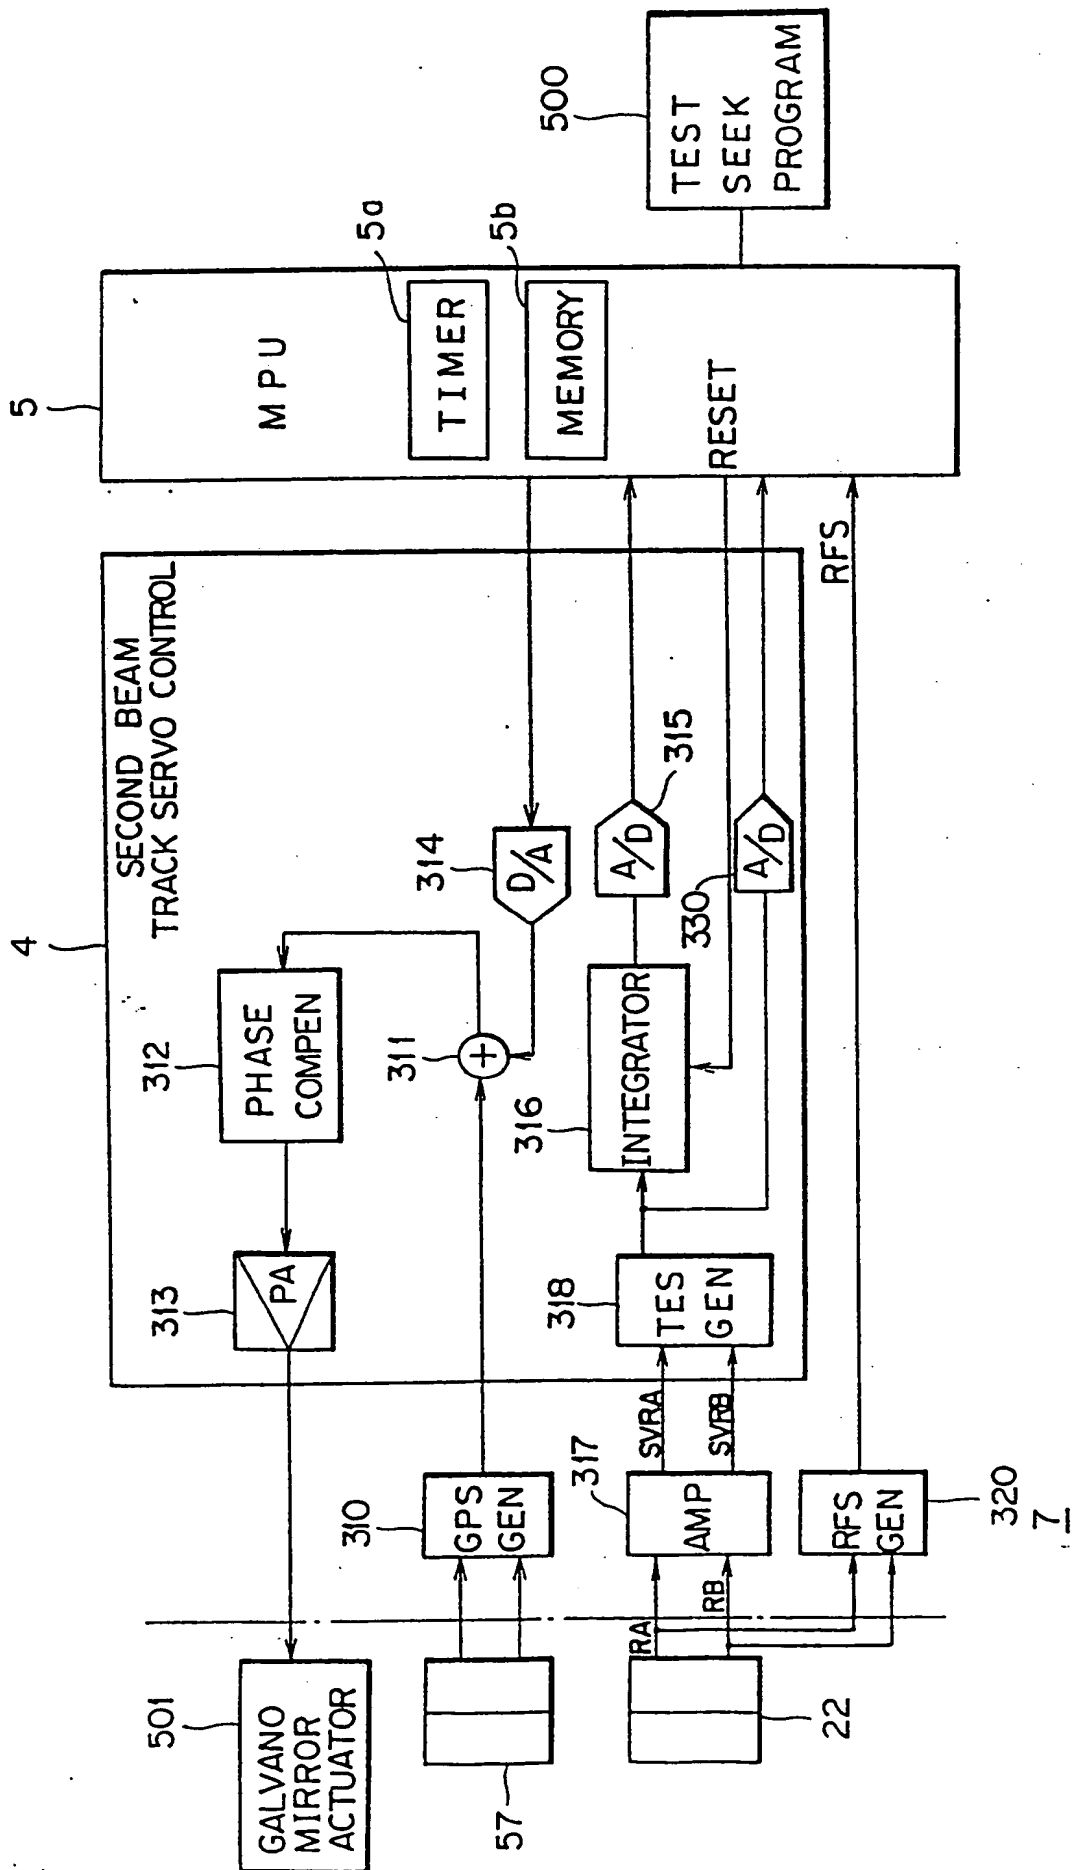 4
SECOND BEAM
TRACK SERVO CONTROL
5
MPU
5a
TIMER
5b
MEMORY
RESET
500
TEST
SEEK
PROGRAM
501
GALVANO
MIRROR
ACTUATOR
313
PA
312
PHASE
COMPEN
311
+
314
D/A
57
310
GPS
GEN
315
A/D
316
INTEGRATOR
330
A/D
318
TES
GEN
SVRA
SVRB
317
AMP
RA
RB
22
RFS
GEN
320
RFS
7